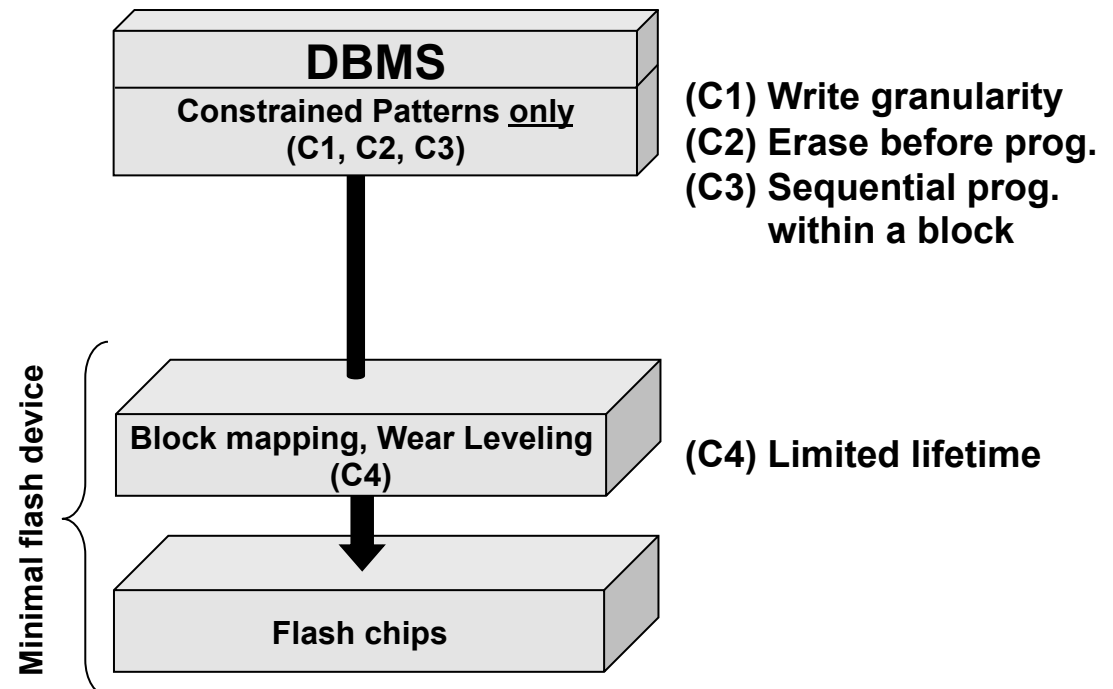 DBMS
Constrained Patterns only
(C1, C2, C3)
(C1) Write granularity
(C2) Erase before prog.
(C3) Sequential prog.
within a block
Minimal flash device
Block mapping, Wear Leveling
(C4)
(C4) Limited lifetime
Flash chips